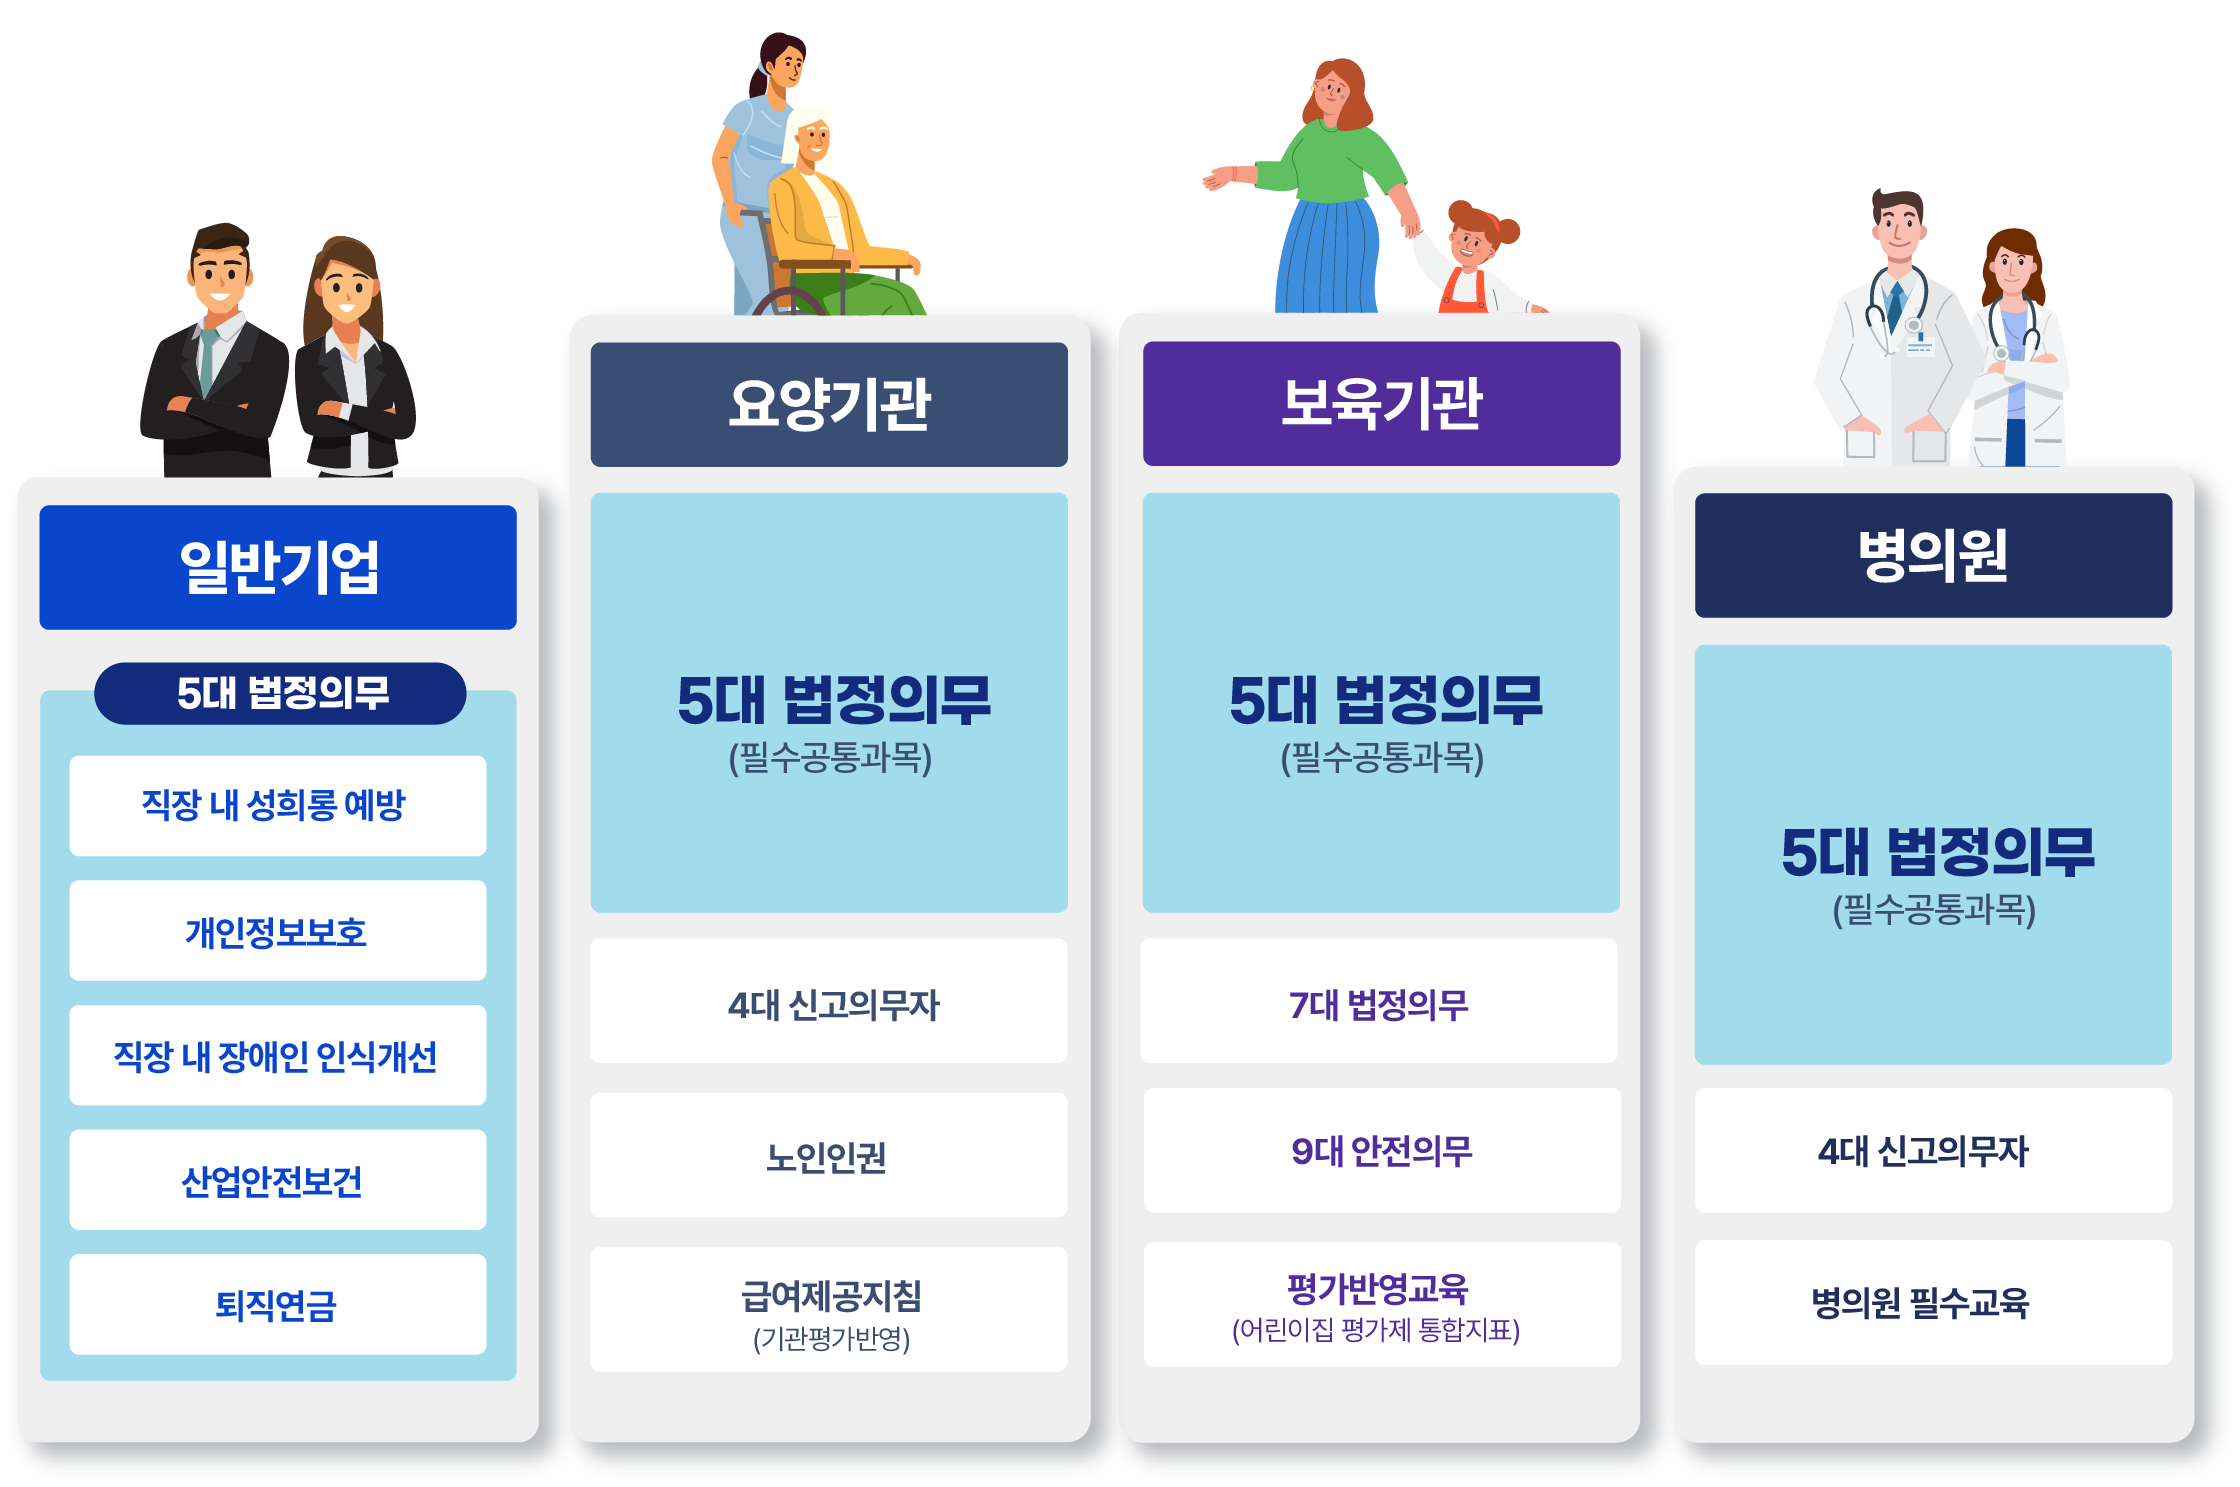 일반기업
5대 법정의무
직장 내 성희롱 예방
개인정보보호
직장 내 장애인 인식개선
산업안전보건
퇴직연금
요양기관
5대 법정의무
(필수공통과목)
4대 신고의무자
노인인권
급여제공지침
(기관평가반영)
보육기관
5대 법정의무
(필수공통과목)
7대 법정의무
9대 안전의무
평가반영교육
(어린이집 평가제 통합지표)
병의원
5대 법정의무
(필수공통과목)
4대 신고의무자
병의원 필수교육